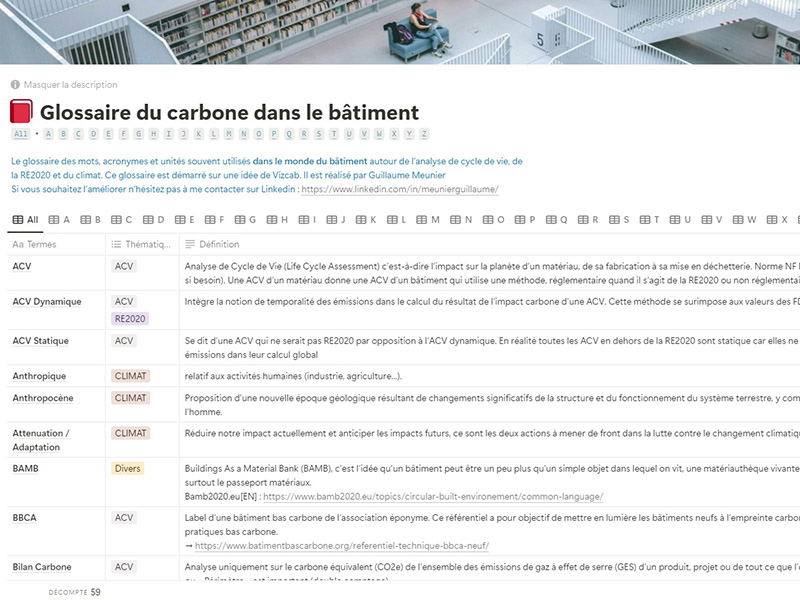 5
Masquer la description
Glossaire du carbone dans le bâtiment
All • A B C D E F G H I J K L M N O P Q R S T U V W X Y Z
Le glossaire des mots, acronymes et unités souvent utilisés dans le monde du bâtiment autour de l'analyse de cycle de vie, de
la RE2020 et du climat. Ce glossaire est démarré sur une idée de Vizcab. Il est réalisé par Guillaume Meunier
Si vous souhaitez l'améliorer n'hésitez pas à me contacter sur Linkedin : https://www.linkedin.com/in/meunierguillaume/
All A B C D E F G H I J K L M N O P Q R S T U V W X
Aa Termes Thématiq... Définition
ACV ACV Analyse de Cycle de Vie (Life Cycle Assessment) c'est-à-dire l'impact sur la planète d'un matériau, de sa fabrication à sa mise en déchetterie. Norme NF
si besoin). Une ACV d'un matériau donne une ACV d'un bâtiment qui utilise une méthode, réglementaire quand il s'agit de la RE2020 ou non réglementai
ACV Dynamique ACV Intègre la notion de temporalité des émissions dans le calcul du résultat de l'impact carbone d'une ACV. Cette méthode se surimpose aux valeurs des FD
RE2020
ACV Statique ACV Se dit d'une ACV qui ne serait pas RE2020 par opposition à l'ACV dynamique. En réalité toutes les ACV en dehors de la RE2020 sont statique car elles ne
émissions dans leur calcul global
Anthropique CLIMAT relatif aux activités humaines (industrie, agriculture...).
Anthropocène CLIMAT Proposition d'une nouvelle époque géologique résultant de changements significatifs de la structure et du fonctionnement du système terrestre, y com
l'homme.
Attenuation / CLIMAT Réduire notre impact actuellement et anticiper les impacts futurs, ce sont les deux actions à mener de front dans la lutte contre le changement climatiq
Adaptation
BAMB Divers Buildings As a Material Bank (BAMB), c'est l'idée qu'un bâtiment peut être un peu plus qu'un simple objet dans lequel on vit, une matériauthèque vivante
surtout le passeport matériaux.
Bamb2020.eu[EN] : https://www.bamb2020.eu/topics/circular-built-environement/common-language/
BBCA ACV Label d'une bâtiment bas carbone de l'association éponyme. Ce référentiel a pour objectif de mettre en lumière les bâtiments neufs à l'empreinte carbo
pratiques bas carbone.
→ https://www.batimentbascarbone.org/referentiel-technique-bbca-neuf/
Bilan Carbone ACV Analyse uniquement sur le carbone équivalent (CO2e) de l'ensemble des émissions de gaz à effet de serre (GES) d'un produit, projet ou de tout ce que l'
DÉCOMPTE 59